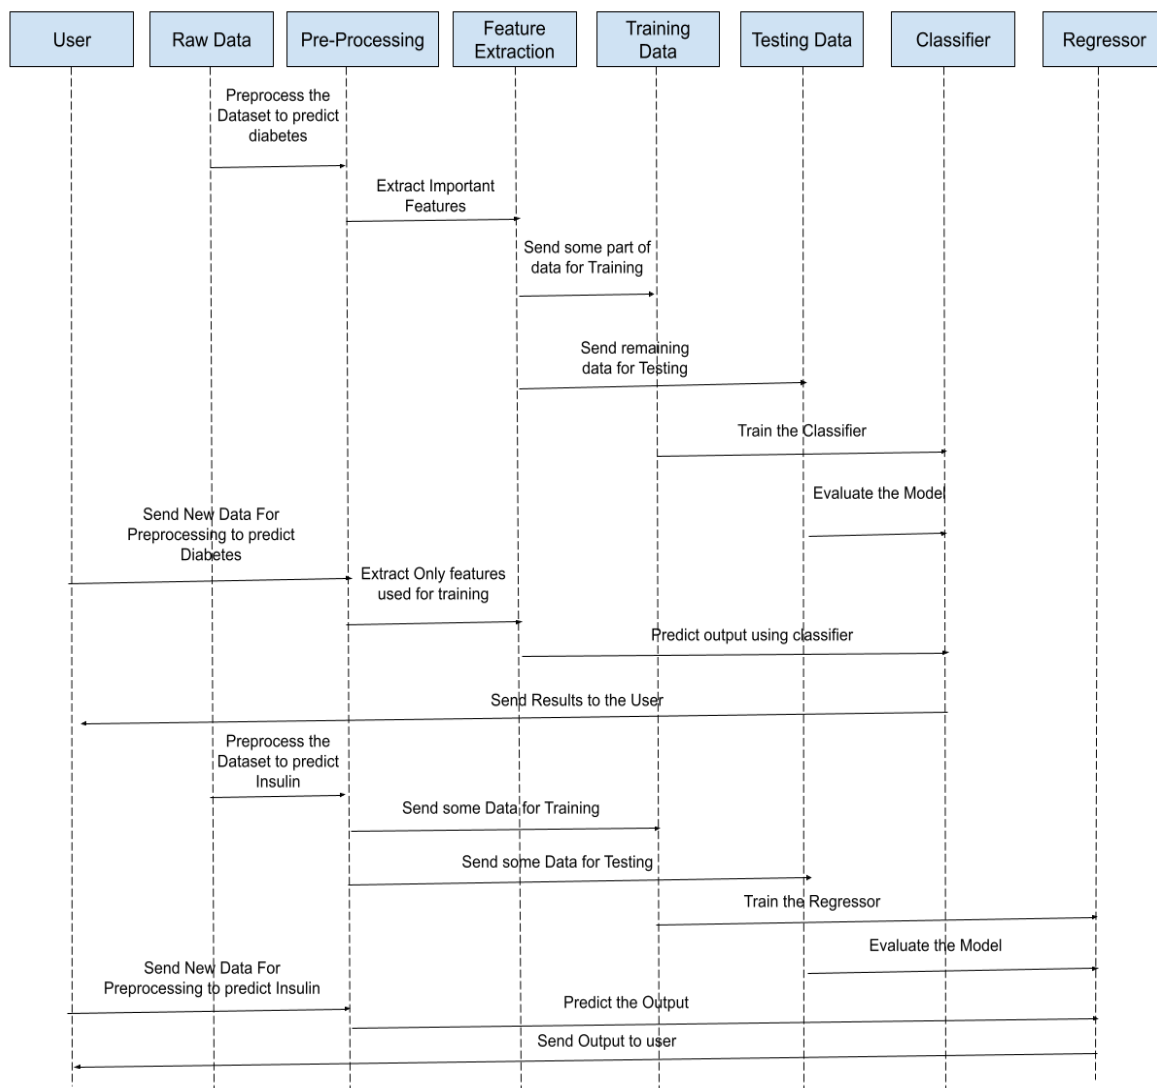 User
Raw Data
Pre-Processing
Feature
Extraction
Training
Data
Testing Data
Classifier
Regressor
Preprocess the
Dataset to predict
diabetes
Extract Important
Features
Send some part of
data for Training
Send remaining
data for Testing
Train the Classifier
Evaluate the Model
Send New Data For
Preprocessing to predict
Diabetes
Extract Only features
used for training
Predict output using classifier
Send Results to the User
Preprocess the
Dataset to predict
Insulin
Send some Data for Training
Send some Data for Testing
Train the Regressor
Evaluate the Model
Send New Data For
Preprocessing to predict Insulin
Predict the Output
Send Output to user